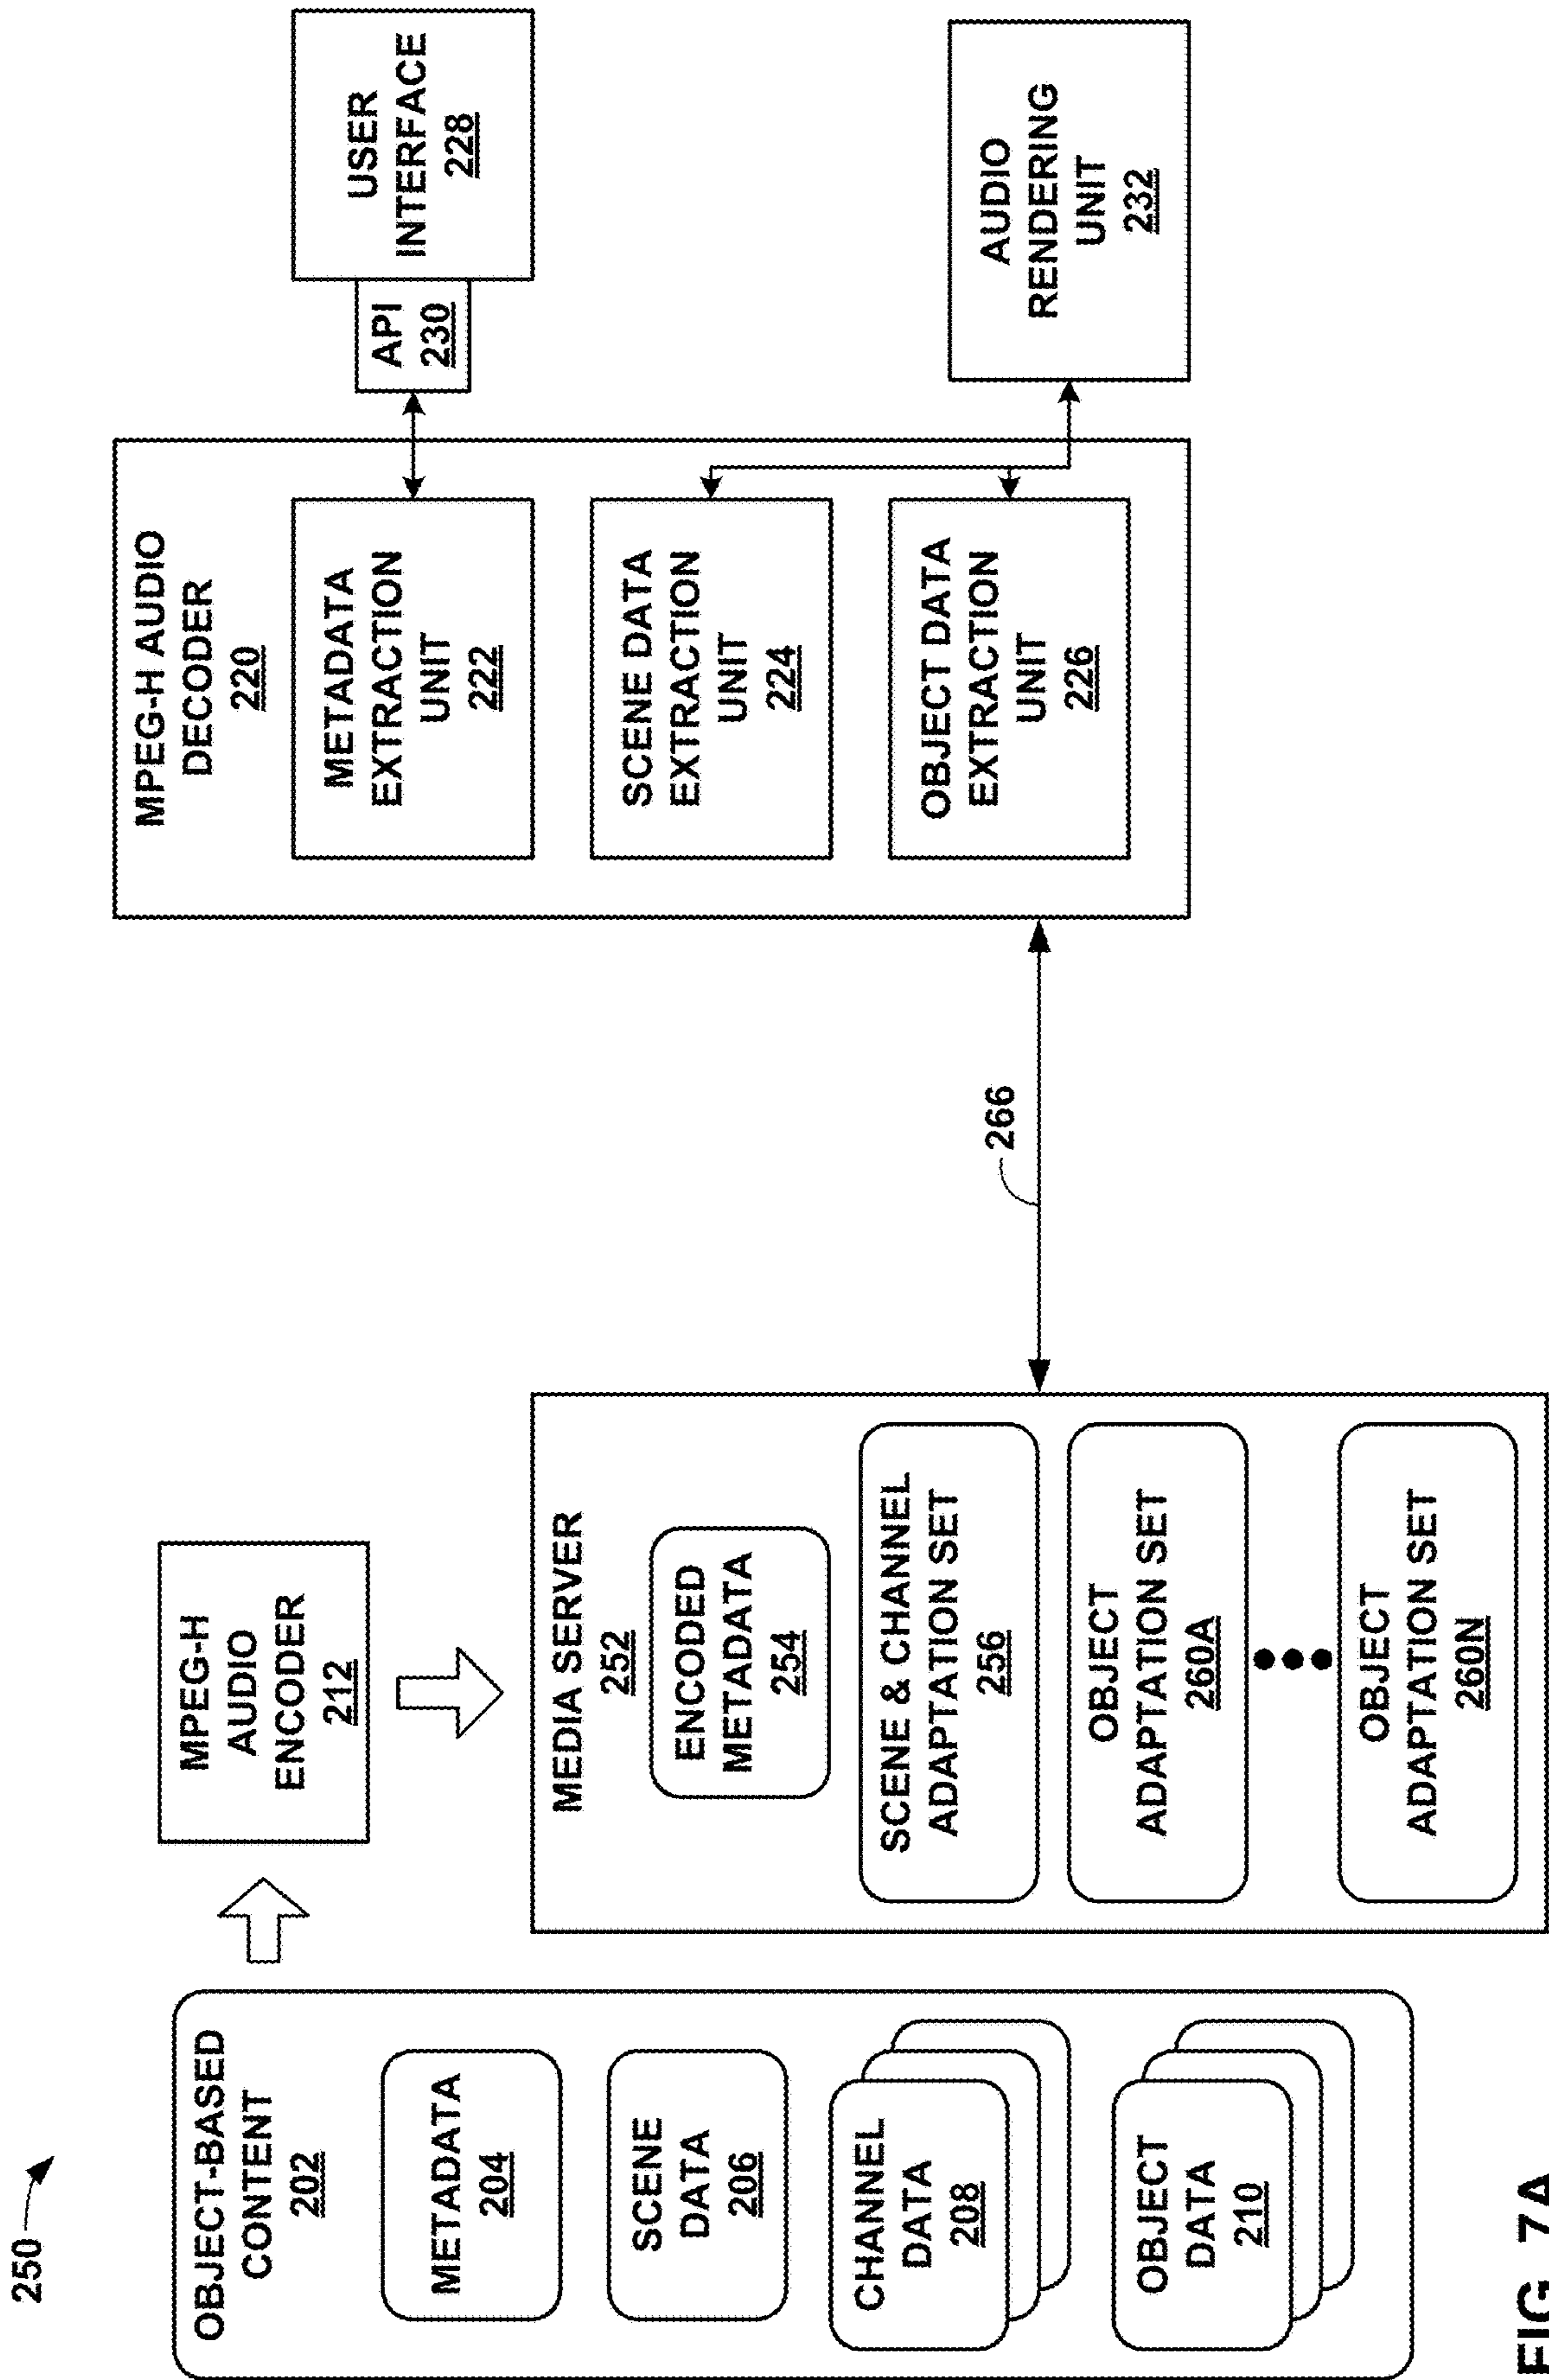 250
OBJECT-BASED
CONTENT
202
METADATA
204
SCENE
DATA
206
CHANNEL
DATA
208
OBJECT
DATA
210
MPEG-H
AUDIO
ENCODER
212
MEDIA SERVER
252
ENCODED
METADATA
254
SCENE & CHANNEL
ADAPTATION SET
256
OBJECT
ADAPTATION SET
260A
OBJECT
ADAPTATION SET
260N
266
MPEG-H AUDIO
DECODER
220
METADATA
EXTRACTION
UNIT
222
SCENE DATA
EXTRACTION
UNIT
224
OBJECT DATA
EXTRACTION
UNIT
226
API
230
USER
INTERFACE
228
AUDIO
RENDERING
UNIT
232
FIG. 7A